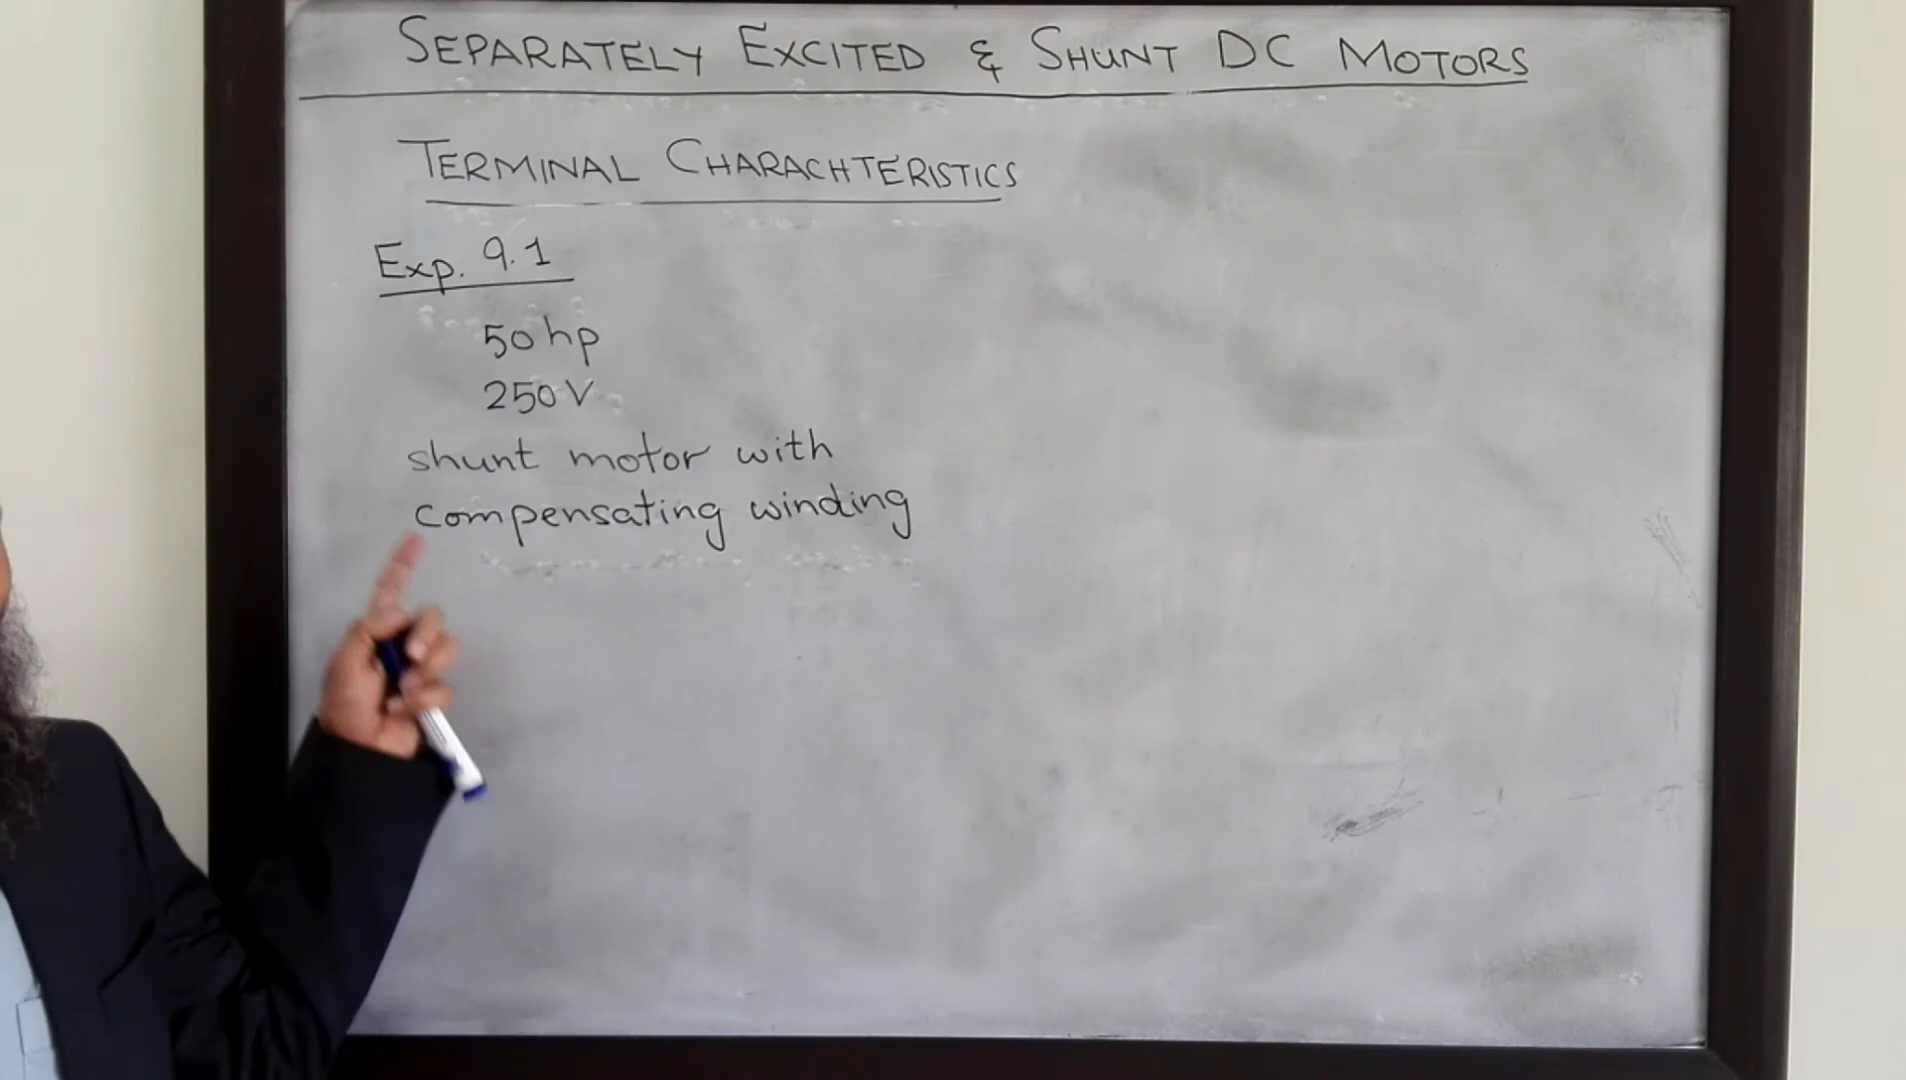 SEPARATELY EXCITED & SHUNT DC MOTORS
TERMINAL CHARACHTERISTICS
Exp. 9.1
50 hp
250 V
shunt motor with
compensating winding